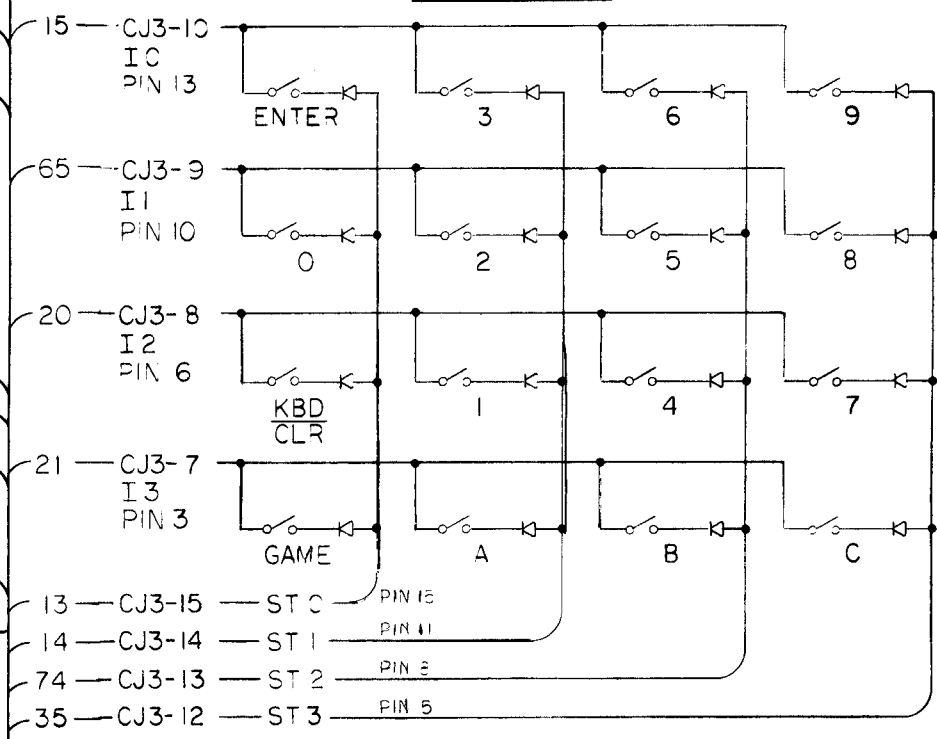 15 CJ3-10
I0
PIN 13
ENTER 3 6 9
65 CJ3-9
I1
PIN 10
0 2 5 8
20 CJ3-8
I2
PIN 6
KBD 1 4 7
CLR
21 CJ3-7
I3
PIN 3
GAME A B C
13 CJ3-15 ST 0 PIN 15
14 CJ3-14 ST 1 PIN 11
74 CJ3-13 ST 2 PIN
35 CJ3-12 ST 3 PIN 5